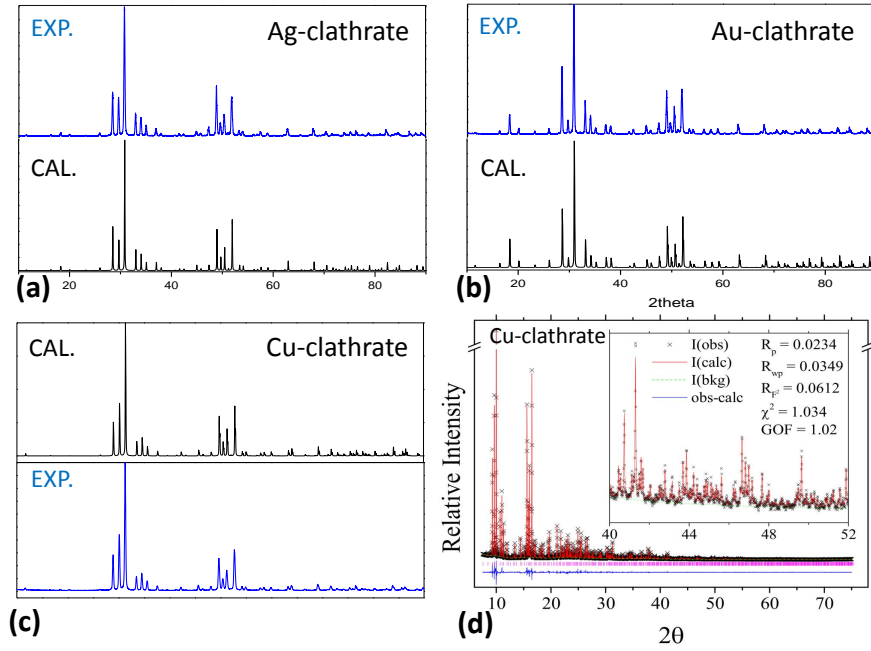 EXP.
Ag-clathrate
CAL.
20
40
60
80
(a)
EXP.
Au-clathrate
CAL.
20
40
60
80
2theta
(b)
CAL.
Cu-clathrate
EXP.
Cu-clathrate
(c)
Cu-clathrate
× I(obs)
I(calc)
I(bkg)
obs-calc
Rp = 0.0234
Rwp = 0.0349
RF² = 0.0612
χ² = 1.034
GOF = 1.02
40
44
48
52
Relative Intensity
10
20
30
40
50
60
70
2θ
(d)